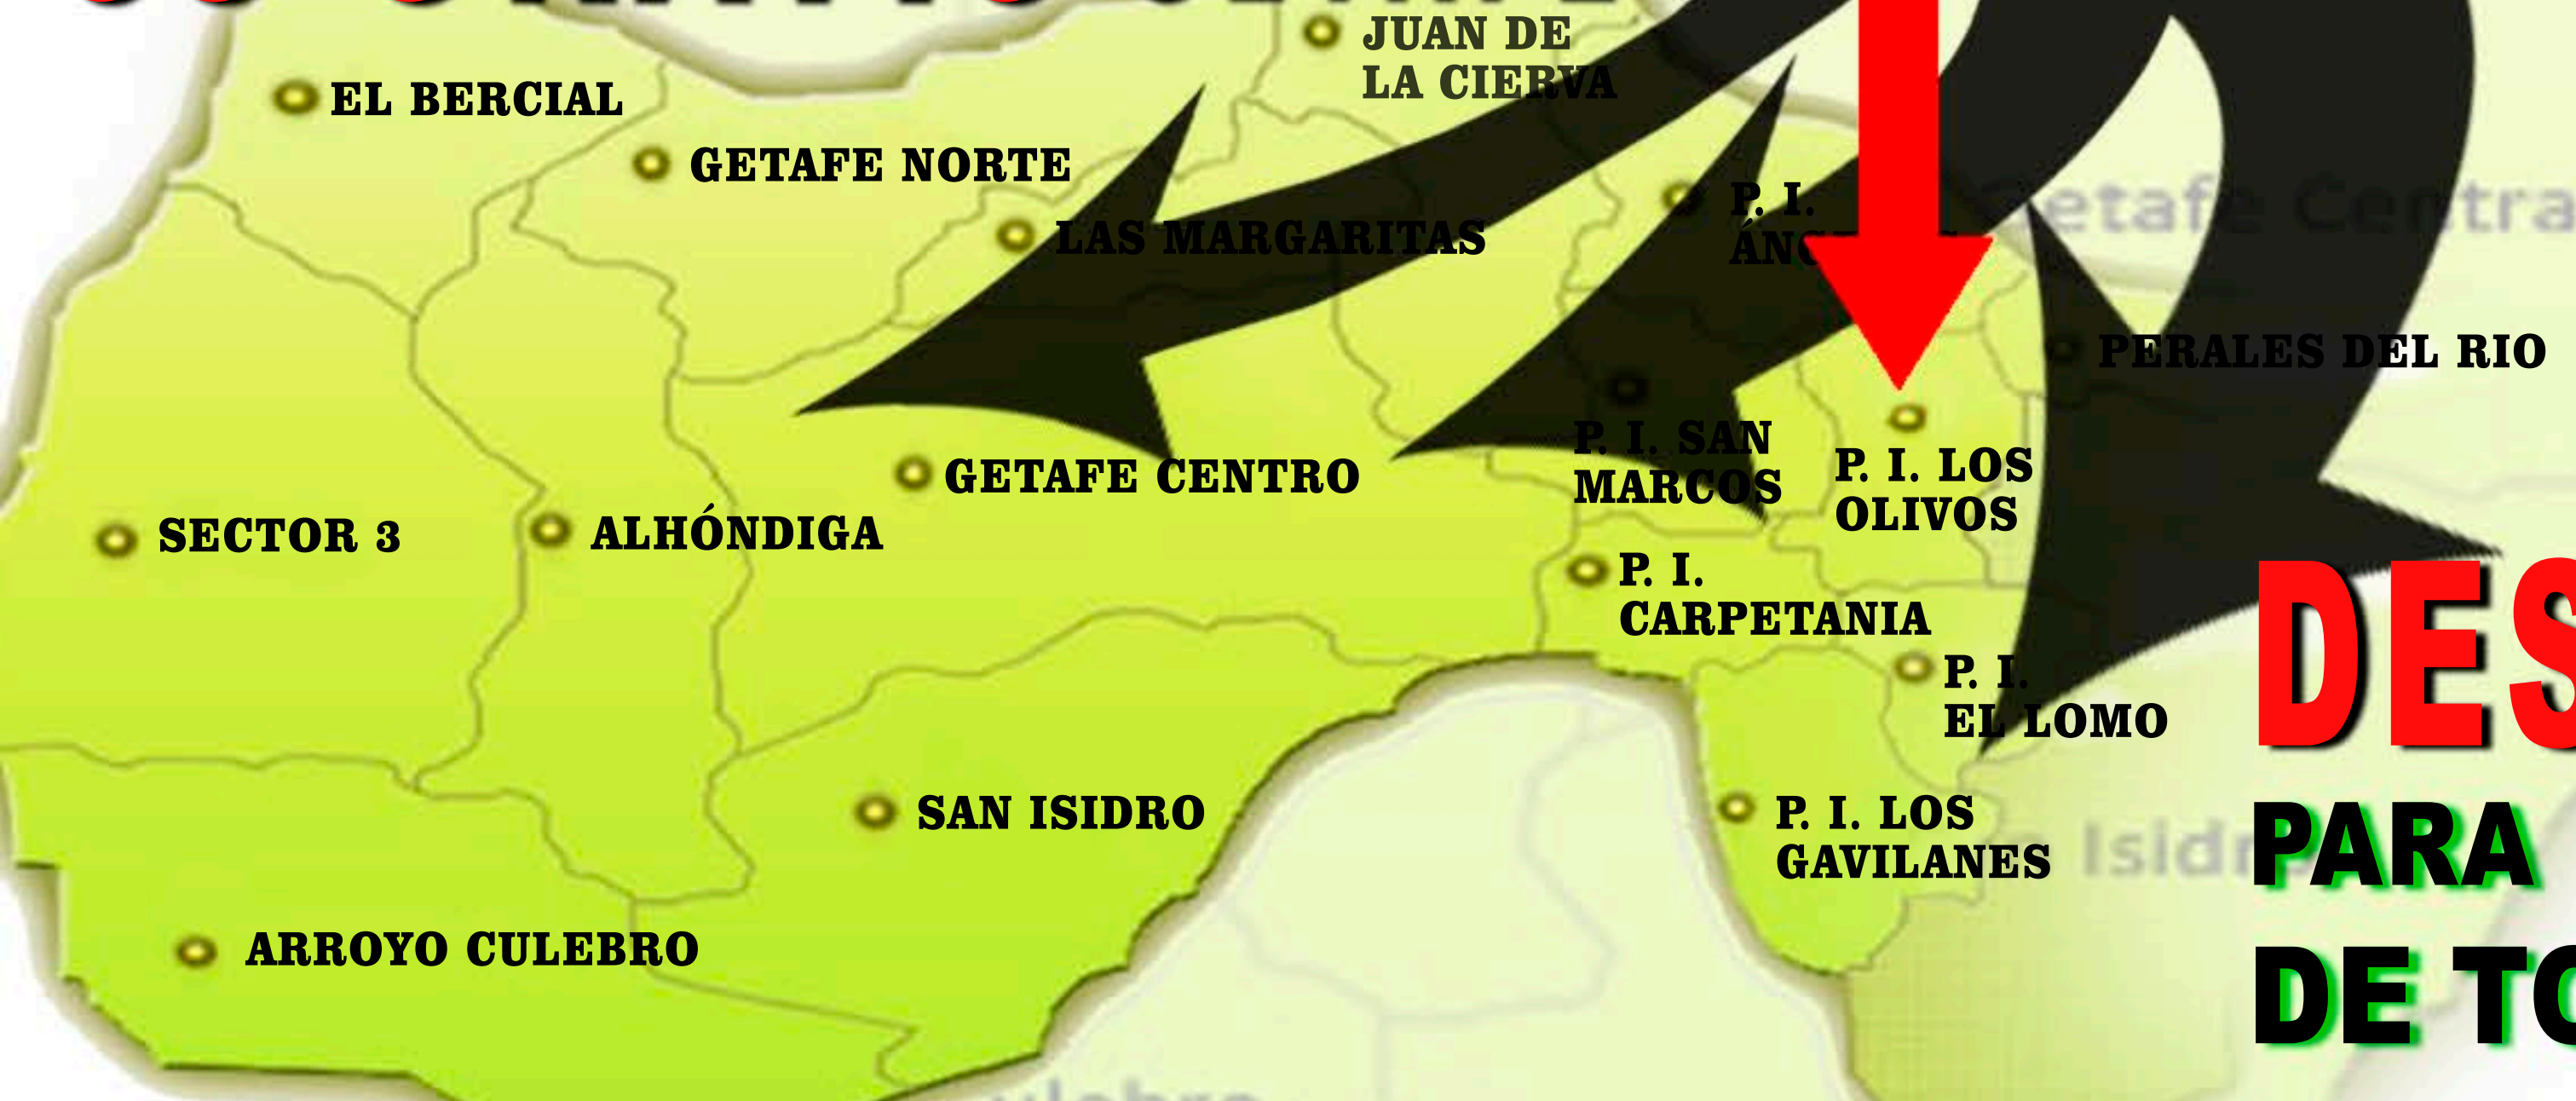 JUAN DE
LA CIERVA
EL BERCIAL
GETAFE NORTE
LAS MARGARITAS
P. I.
PERALES DEL RIO
P. I. SAN
MARCOS
P. I. LOS
OLIVOS
GETAFE CENTRO
SECTOR 3
ALHÓNDIGA
P. I.
CARPETANIA
P. I.
EL LOMO
SAN ISIDRO
P. I. LOS
GAVILANES
ARROYO CULEBRO
DES
PARA
DE TO